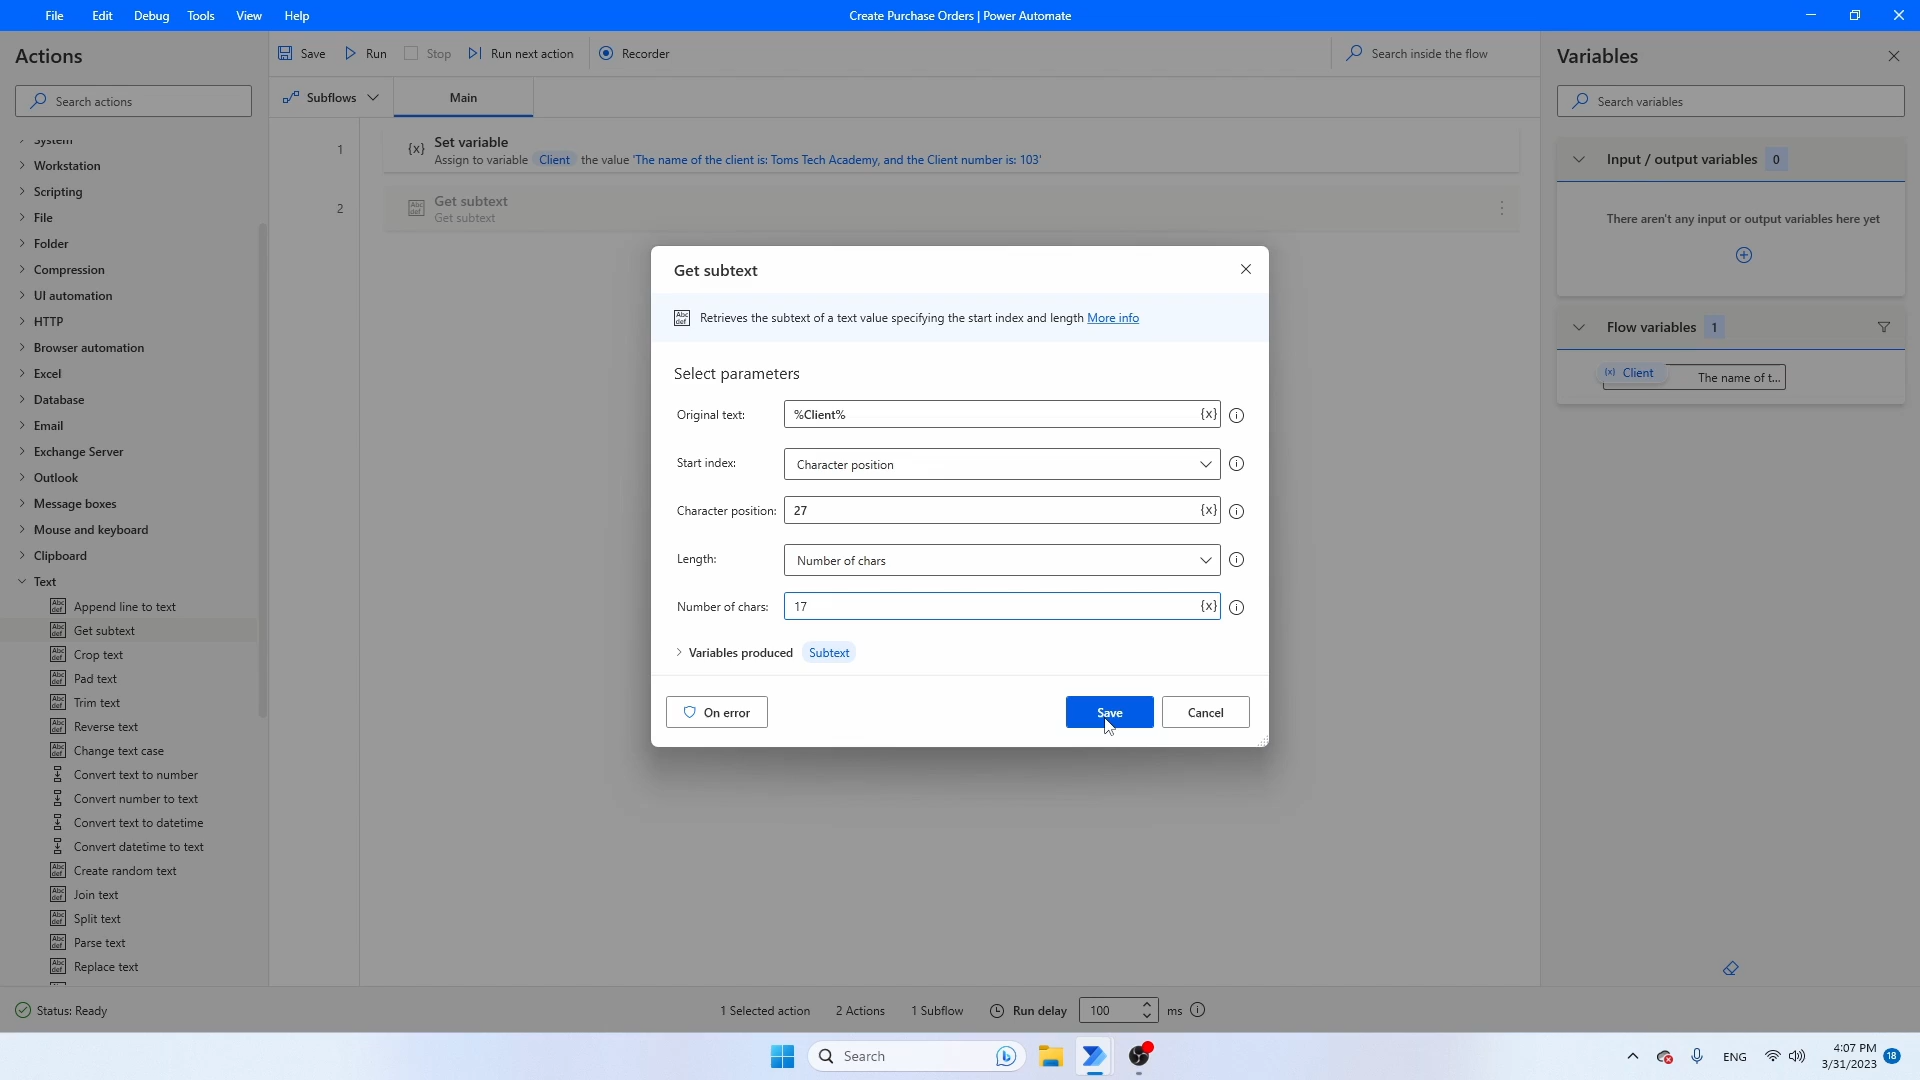 File Edit Debug Tools View Help
Create Purchase Orders | Power Automate
Actions
Search actions
System
Workstation
Scripting
File
Folder
Compression
UI automation
HTTP
Browser automation
Excel
Database
Email
Exchange Server
Outlook
Message boxes
Mouse and keyboard
Clipboard
Text
Append line to text
Get subtext
Crop text
Pad text
Trim text
Reverse text
Change text case
Convert text to number
Convert number to text
Convert text to datetime
Convert datetime to text
Create random text
Join text
Split text
Parse text
Replace text
Save Run Stop Run next action Recorder
Search inside the flow
Subflows Main
1
{x} Set variable
Assign to variable Client the value 'The name of the client is: Toms Tech Academy, and the Client number is: 103'
2
Abc def Get subtext
Get subtext
Get subtext
Abc def Retrieves the subtext of a text value specifying the start index and length More info
Select parameters
Original text: %Client% {x}
Start index: Character position
Character position: 27 {x}
Length: Number of chars
Number of chars: 17 {x}
Variables produced Subtext
On error Save Cancel
Variables
Search variables
Input / output variables 0
There aren't any input or output variables here yet
Flow variables 1
(x) Client The name of t...
Status: Ready
1 Selected action 2 Actions 1 Subflow Run delay 100 ms
Search
ENG
4:07 PM
3/31/2023
18